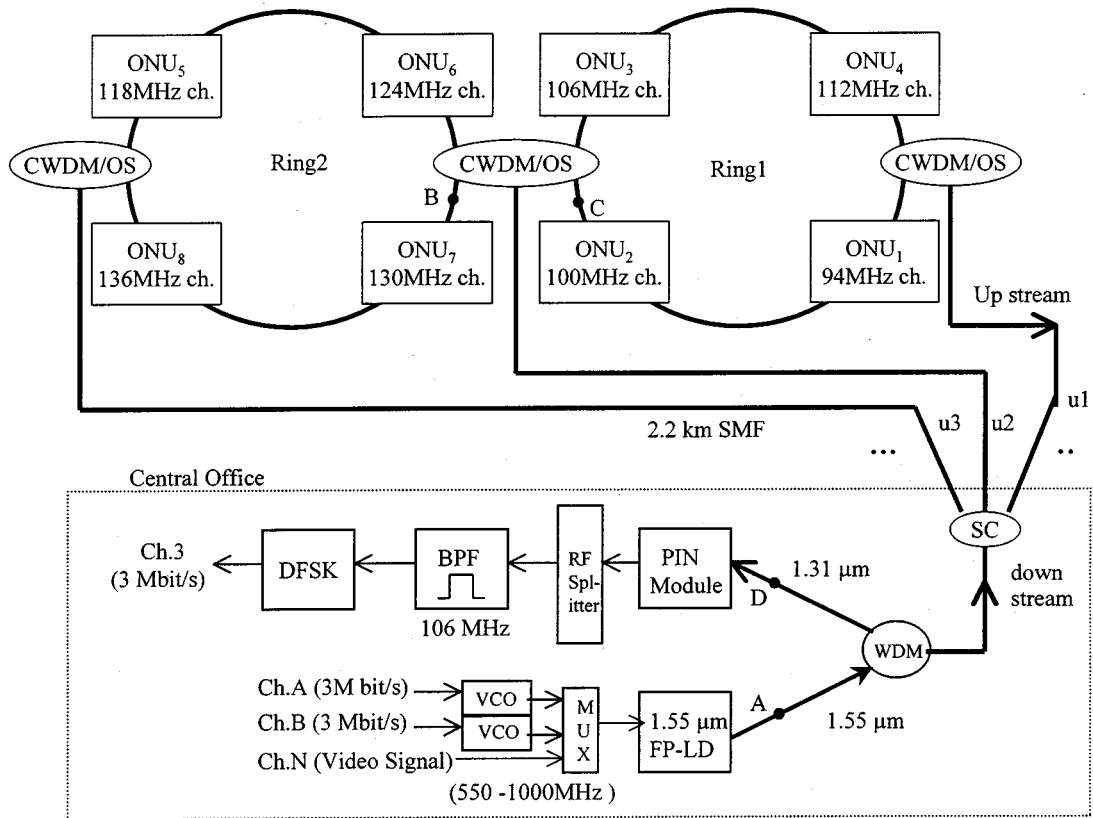 ONU5
118MHz ch.
ONU6
124MHz ch.
ONU3
106MHz ch.
ONU4
112MHz ch.
CWDM/OS
Ring2
CWDM/OS
Ring1
CWDM/OS
B
C
ONU8
136MHz ch.
ONU7
130MHz ch.
ONU2
100MHz ch.
ONU1
94MHz ch.
Up stream
2.2 km SMF
u3
u2
u1
...
..
Central Office
SC
Ch.3
(3 Mbit/s)
DFSK
BPF
106 MHz
RF
Spl-
itter
PIN
Module
D
1.31 μm
down
stream
WDM
Ch.A (3M bit/s)
Ch.B (3 Mbit/s)
Ch.N (Video Signal)
VCO
VCO
M
U
X
(550 -1000MHz )
1.55 μm
FP-LD
A
1.55 μm